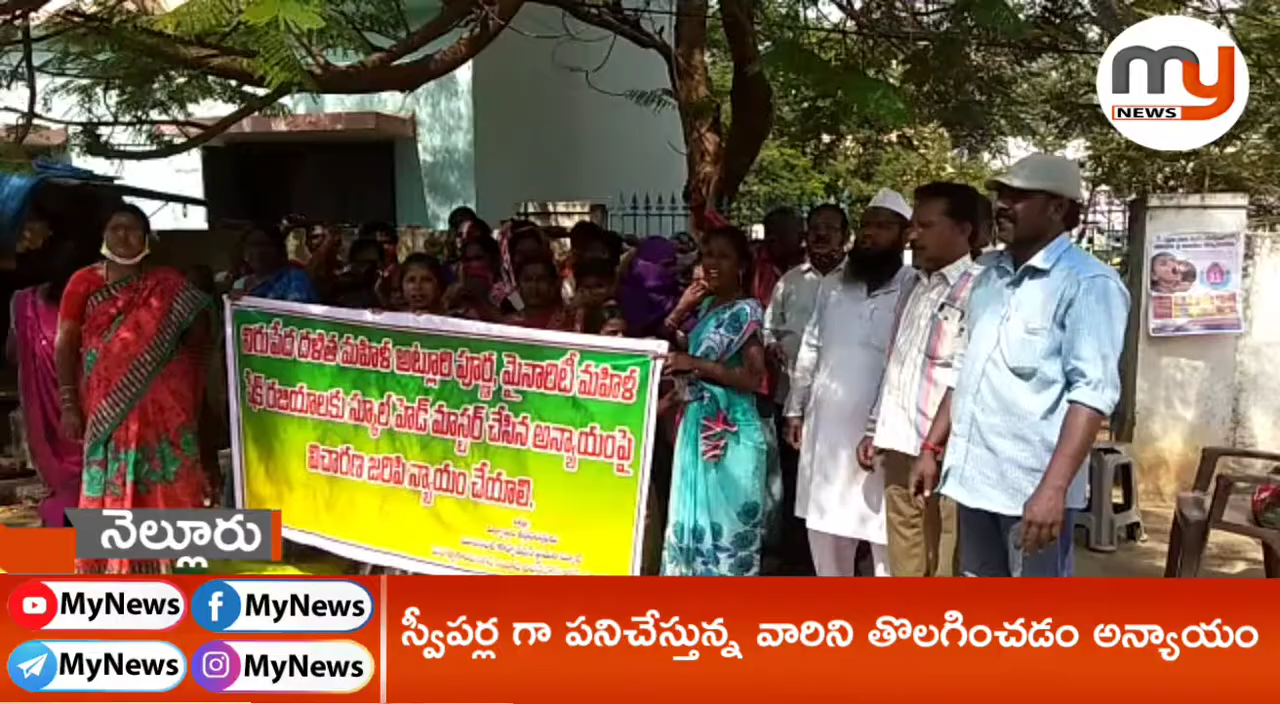 my
NEWS
నిరుపేద దళిత మహిళ అట్లూరి పూర్ణ, మైనారిటీ మహిళ
షేక్ రజియాలకు స్కూల్ హెడ్ మాస్టర్ చేసిన అన్యాయంపై
విచారణ జరిపి న్యాయం చేయాలి.
నెల్లూరు
MyNews MyNews
MyNews MyNews
స్వీపర్ల గా పనిచేస్తున్న వారిని తొలగించడం అన్యాయం